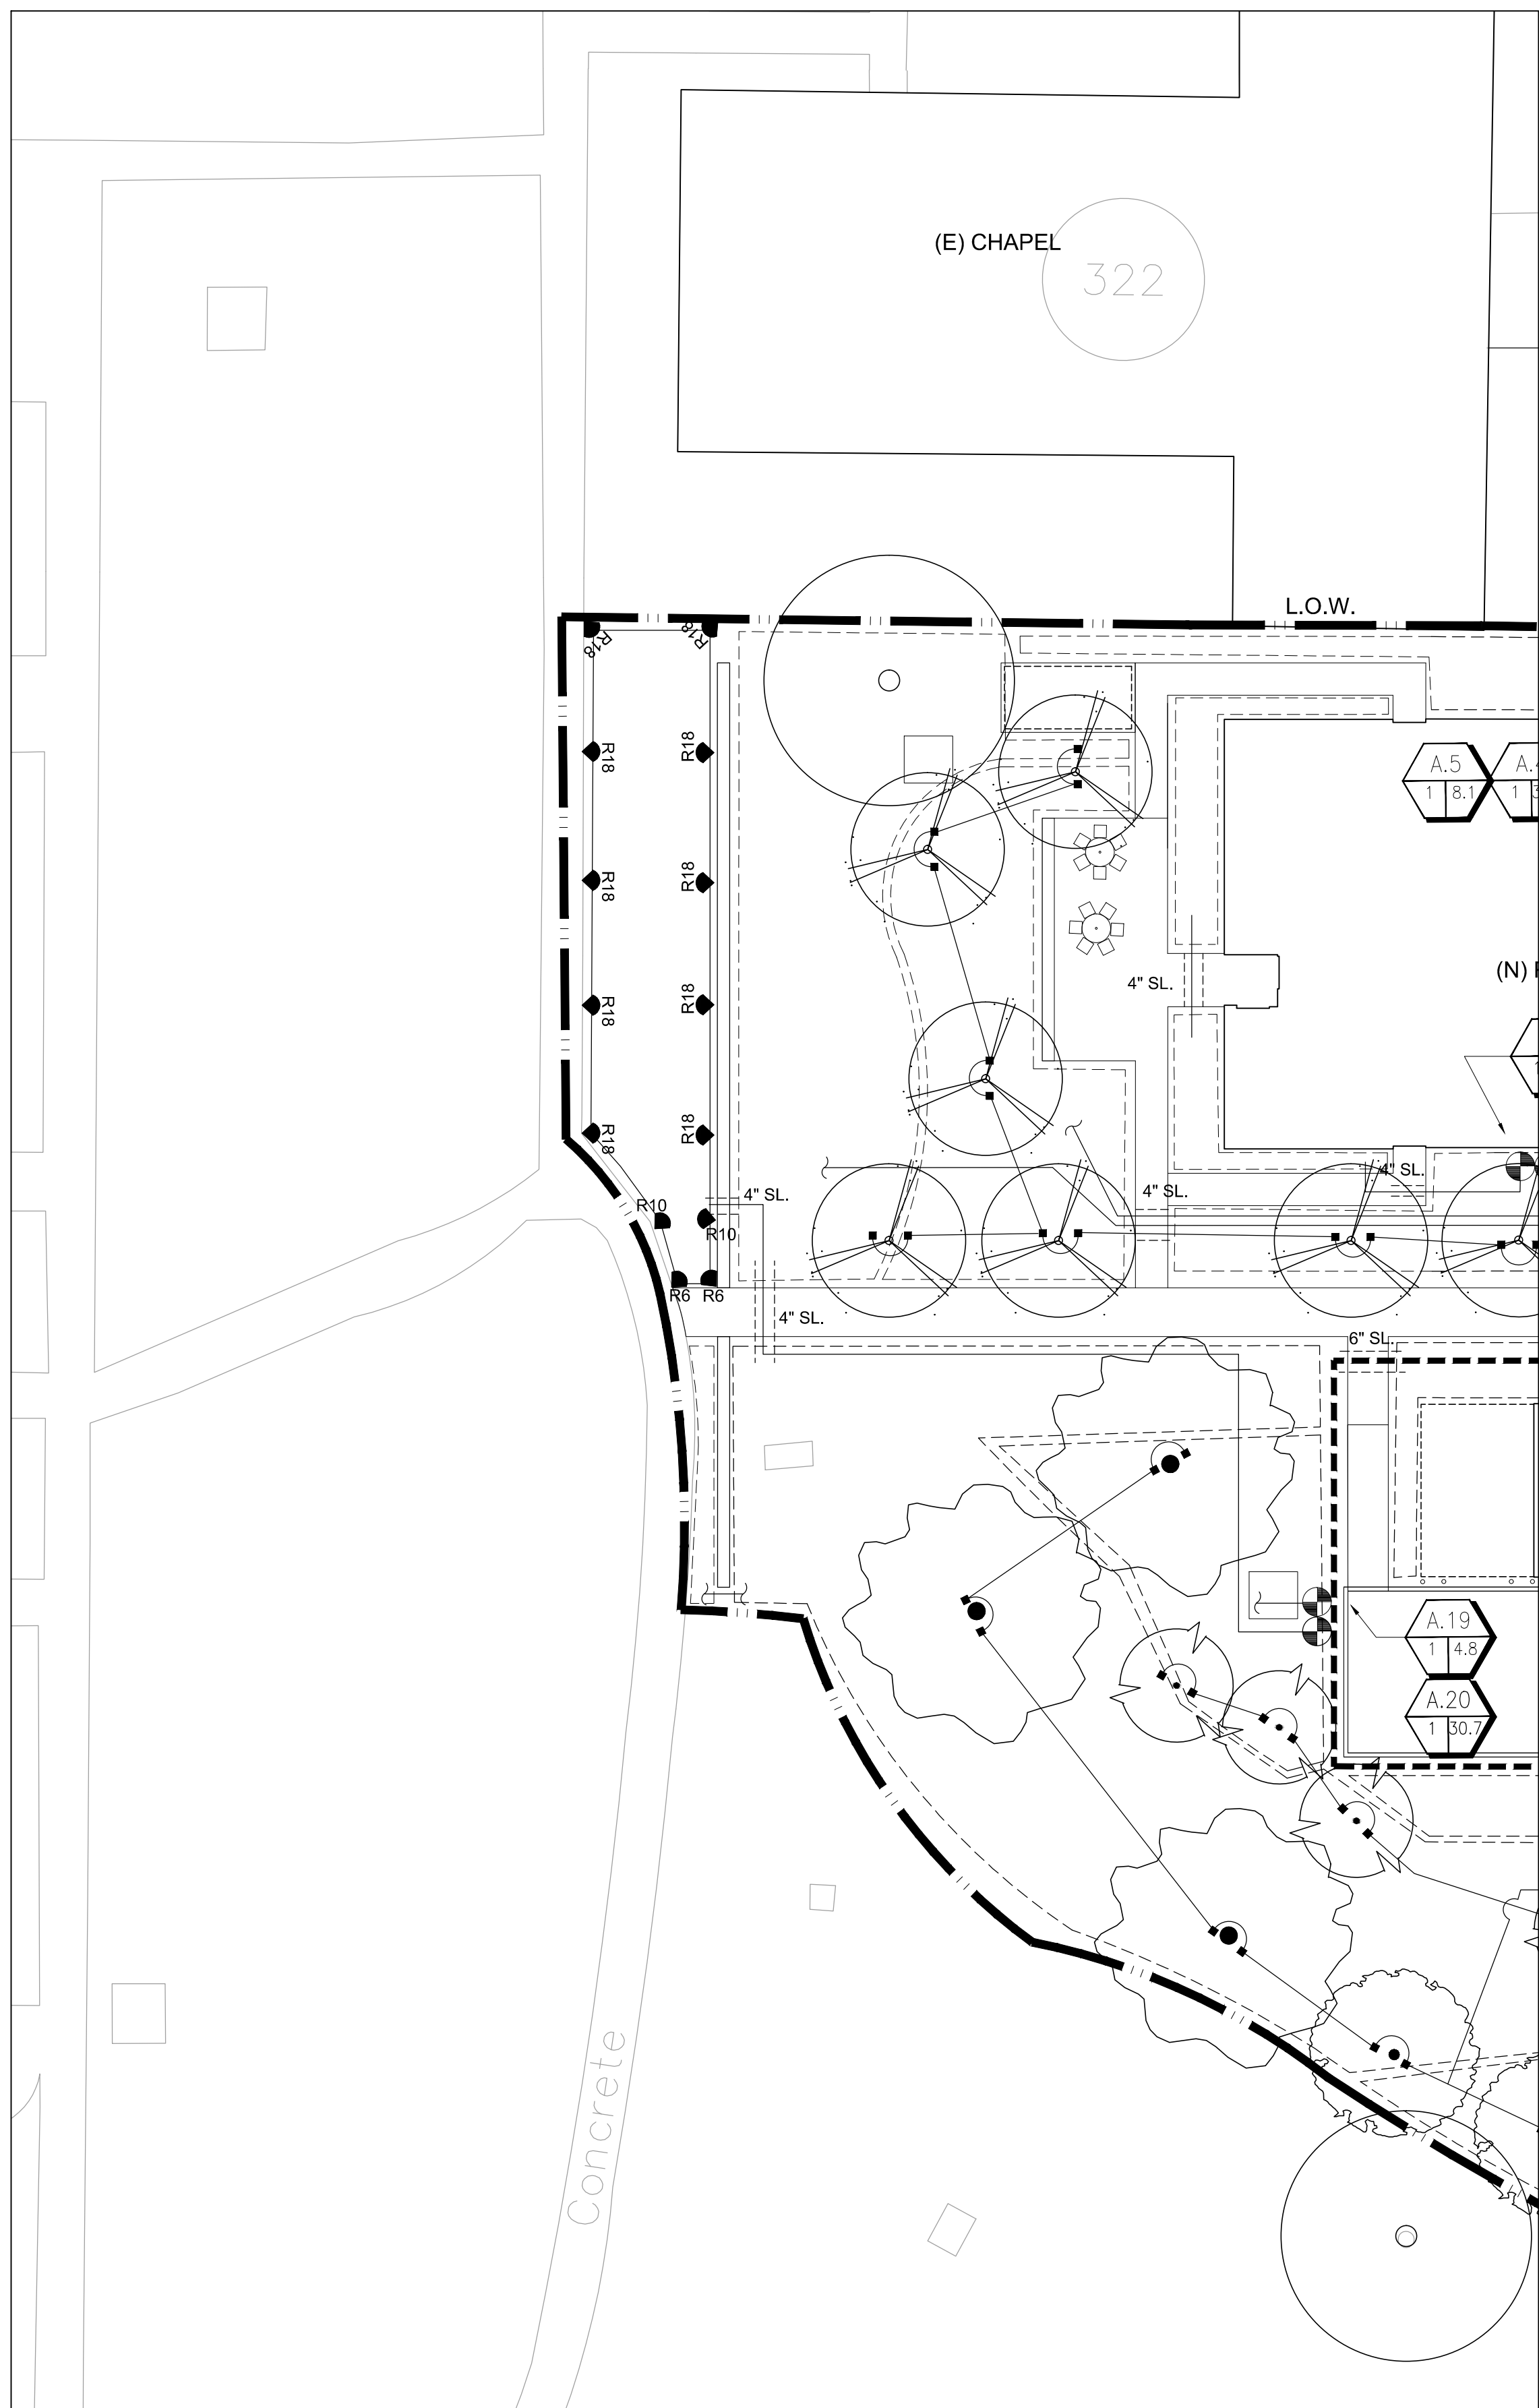 (E) CHAPEL
322
L.O.W.
R18
R18
R18
R18
A.5
A.
1
8.1
1
R18
R18
(N)
4" SL.
R18
R18
R18
R18
4" SL.
4" SL.
4" SL.
R10
R10
R6
R6
4" SL.
6" SL.
A.19
1
4.8
A.20
1
30.7
Concrete